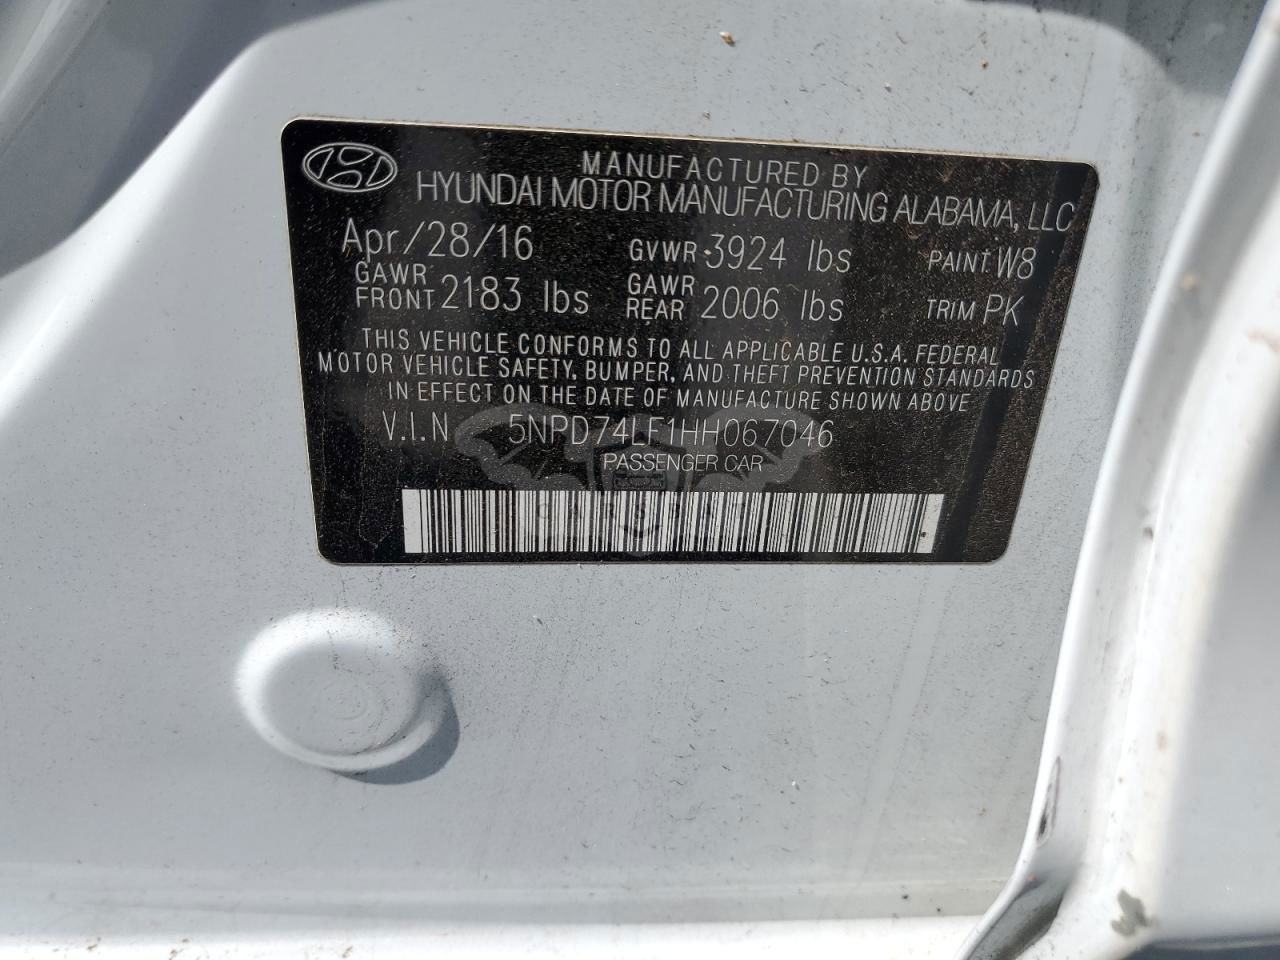 MANUFACTURED BY
HYUNDAI MOTOR MANUFACTURING ALABAMA, LLC
Apr/28/16 GVWR 3924 lbs PAINT W8
GAWR FRONT 2183 lbs GAWR REAR 2006 lbs TRIM PK
THIS VEHICLE CONFORMS TO ALL APPLICABLE U.S.A. FEDERAL
MOTOR VEHICLE SAFETY, BUMPER, AND THEFT PREVENTION STANDARDS
IN EFFECT ON THE DATE OF MANUFACTURE SHOWN ABOVE
V.I.N 5NPD74LF1HH067046
PASSENGER CAR